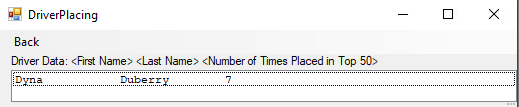 DriverPlacing
Back
Driver Data: <First Name> <Last Name> <Number of Times Placed in Top 50>
Dyna Duberry 7